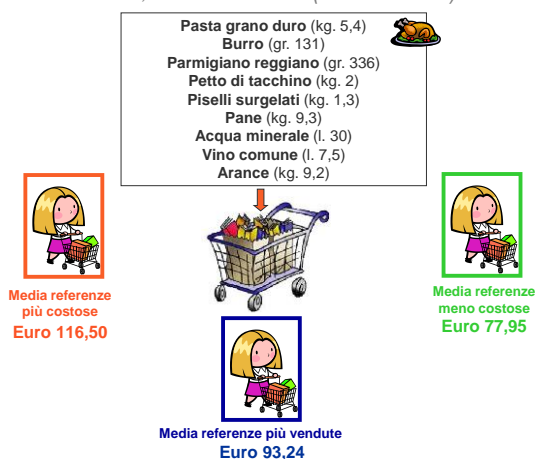 Pasta grano duro (kg. 5,4)
Burro (gr. 131)
Parmigiano reggiano (gr. 336)
Petto di tacchino (kg. 2)
Piselli surgelati (kg. 1,3)
Pane (kg. 9,3)
Acqua minerale (l. 30)
Vino comune (l. 7,5)
Arance (kg. 9,2)
Media referenze
più costose
Euro 116,50
Media referenze
meno costose
Euro 77,95
Media referenze più vendute
Euro 93,24